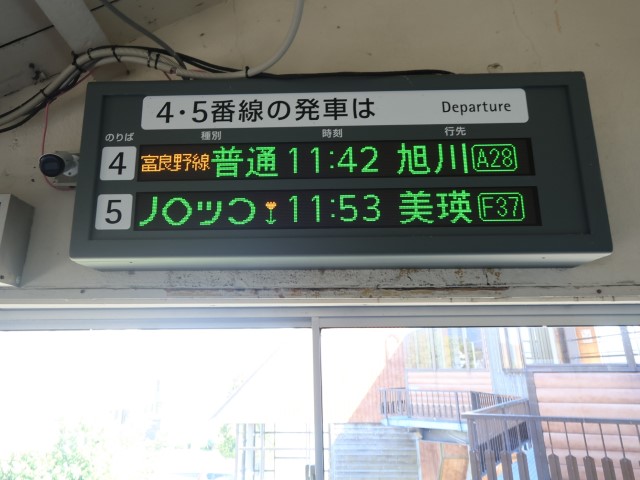 4・5番線の発車は Departure
のりば 種別 時刻 行先
4 富良野線 普通 11:42 旭川 A28
5 ノロッコ 11:53 美瑛 F37